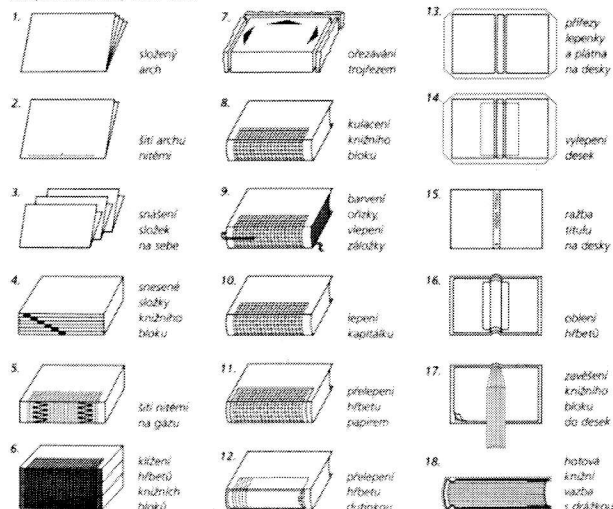 1.
složený
arch
2.
šití archu
nitěmi
3.
snášení
složek
na sebe
4.
snesené
složky
knižního
bloku
5.
šití nitěmi
na gázu
6.
klížení
hřbetů
knižních
bloků
7.
ořezávání
trojřezem
8.
kulacení
knižního
bloku
9.
barvení
ořízky,
vlepení
záložky
10.
lepení
kapitálku
11.
přelepení
hřbetu
papírem
12.
přelepení
hřbetu
dutinkou
13.
přířezy
lepenky
a plátna
na desky
14.
vylepení
desek
15.
ražba
titulu
na desky
16.
oblení
hřbetů
17.
zavěšení
knižního
bloku
do desek
18.
hotová
knižní
vazba
s drážkou